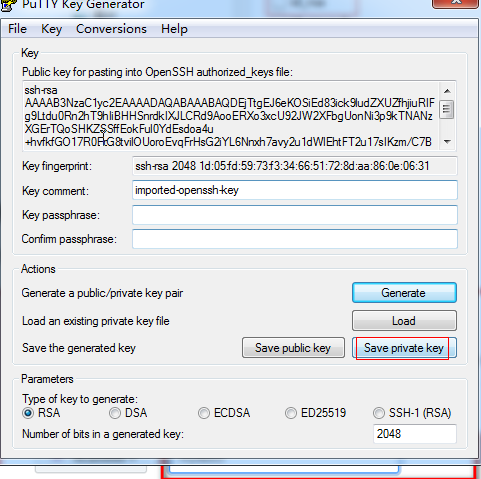 PuTTY Key Generator
File Key Conversions Help
Key
Public key for pasting into OpenSSH authorized_keys file:
ssh-rsa
Key fingerprint:
ssh-rsa 2048 1d:05:fd:59:73:f3:34:66:51:72:8d:aa:86:0e:06:31
Key comment:
imported-openssh-key
Key passphrase:
Confirm passphrase:
Actions
Generate a public/private key pair
Generate
Load an existing private key file
Load
Save the generated key
Save public key
Save private key
Parameters
Type of key to generate:
RSA DSA ECDSA ED25519 SSH-1 (RSA)
Number of bits in a generated key:
2048